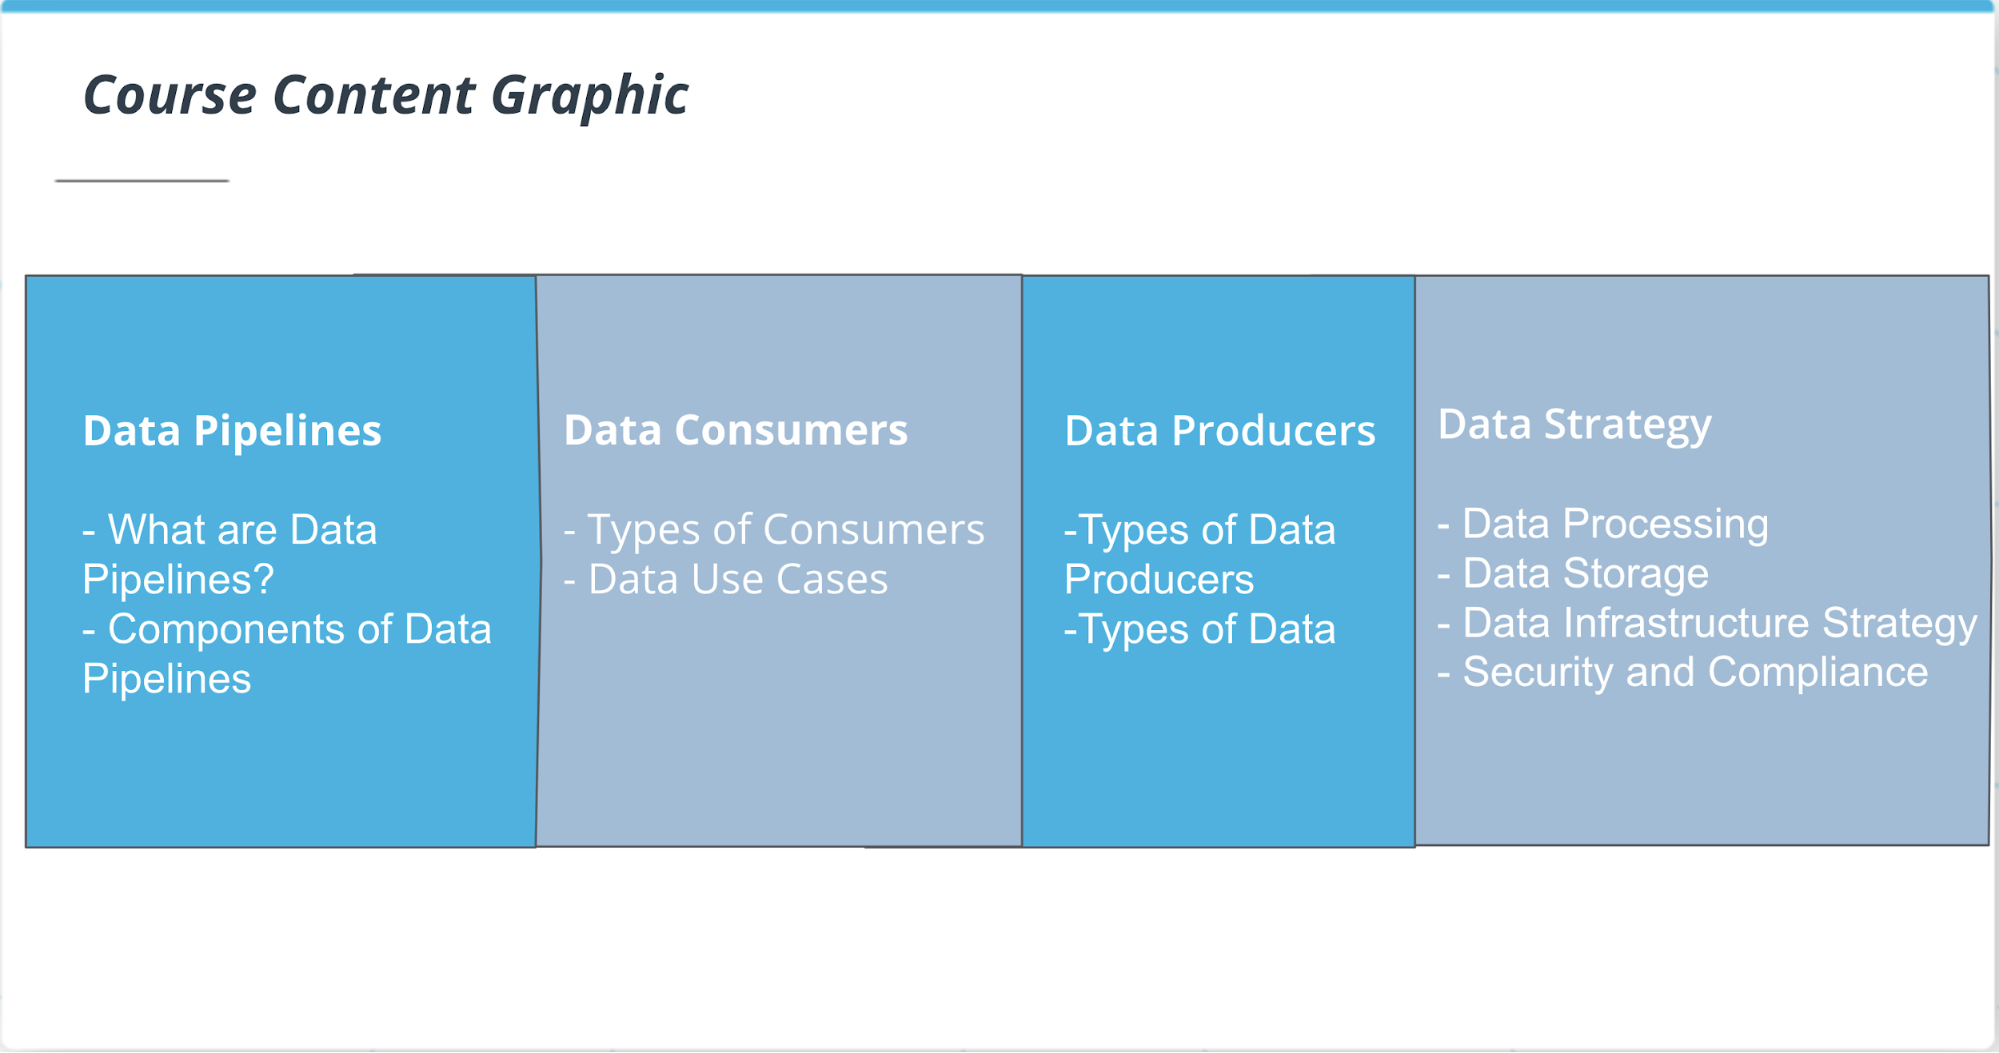 Course Content Graphic
Data Pipelines
- What are Data
Pipelines?
- Components of Data
Pipelines
Data Consumers
- Types of Consumers
- Data Use Cases
Data Producers
-Types of Data
Producers
-Types of Data
Data Strategy
- Data Processing
- Data Storage
- Data Infrastructure Strategy
- Security and Compliance